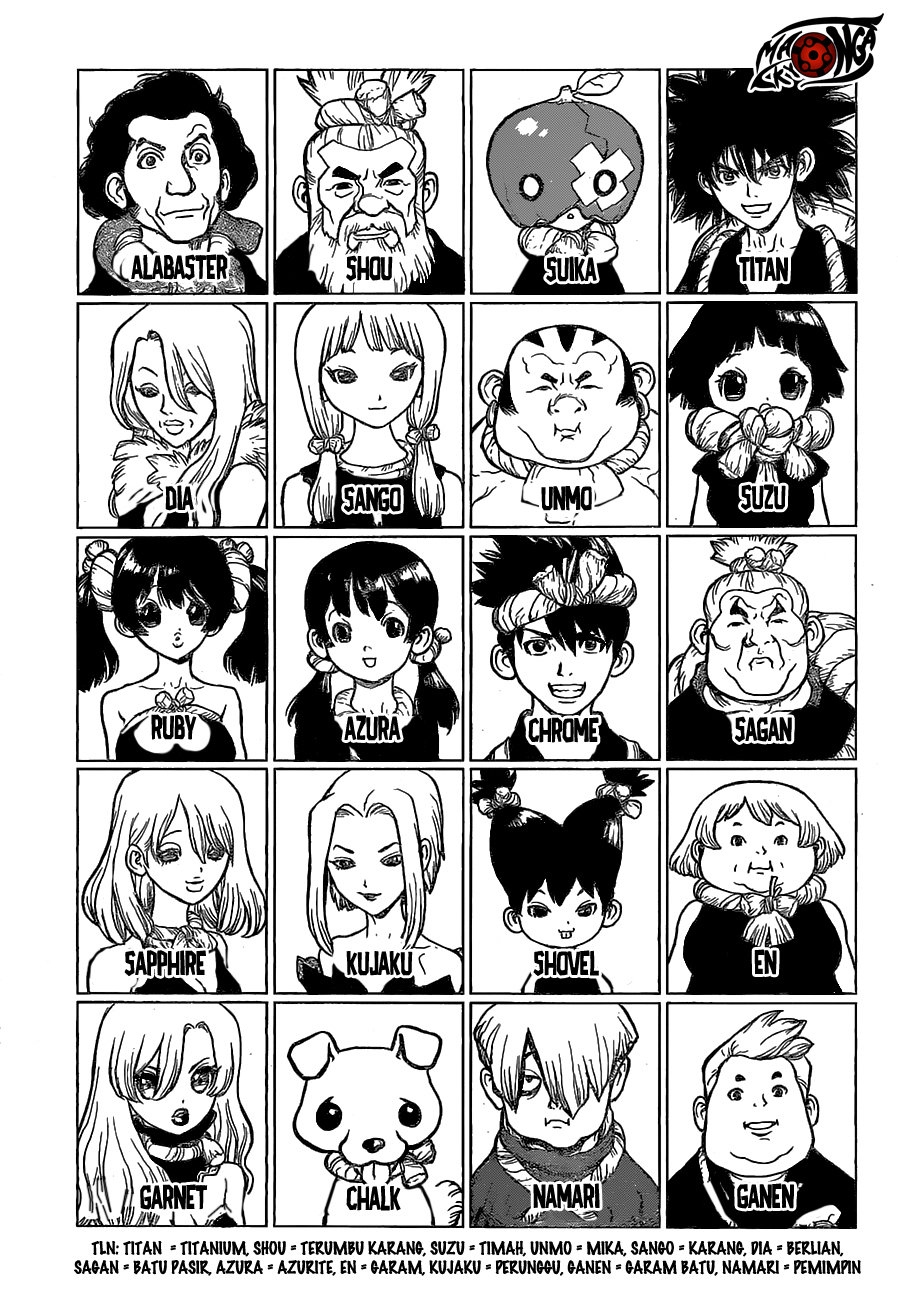 MANGA
SKY
ALABASTER
SHOU
SUIKA
TITAN
DIA
SANGO
UNMO
SUZU
RUBY
AZURA
CHROME
SAGAN
SAPPHIRE
KUJAKU
SHOVEL
EN
GARNET
CHALK
NAMARI
GANEN
TLN: TITAN = TITANIUM, SHOU = TERUMBU KARANG, SUZU = TIMAH, UNMO = MIKA, SANGO = KARANG, DIA = BERLIAN,
SAGAN = BATU PASIR, AZURA = AZURITE, EN = GARAM, KUJAKU = PERUNGGU, GANEN = GARAM BATU, NAMARI = PEMIMPIN